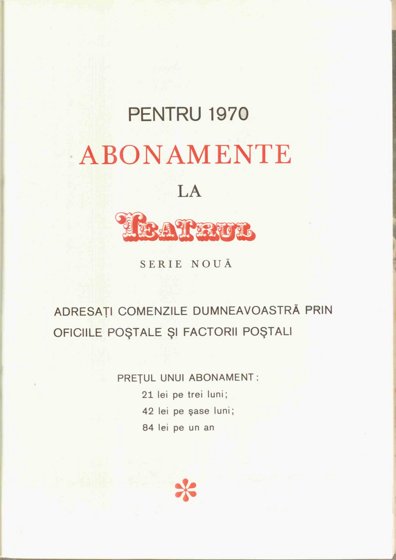 PENTRU 1970
ABONAMENTE
LA
TEATRUL
SERIE NOUĂ
ADRESAȚI COMENZILE DUMNEAVOASTRĂ PRIN
OFICIILE POȘTALE ȘI FACTORII POȘTALI
PREȚUL UNUI ABONAMENT:
21 lei pe trei luni;
42 lei pe șase luni;
84 lei pe un an
*